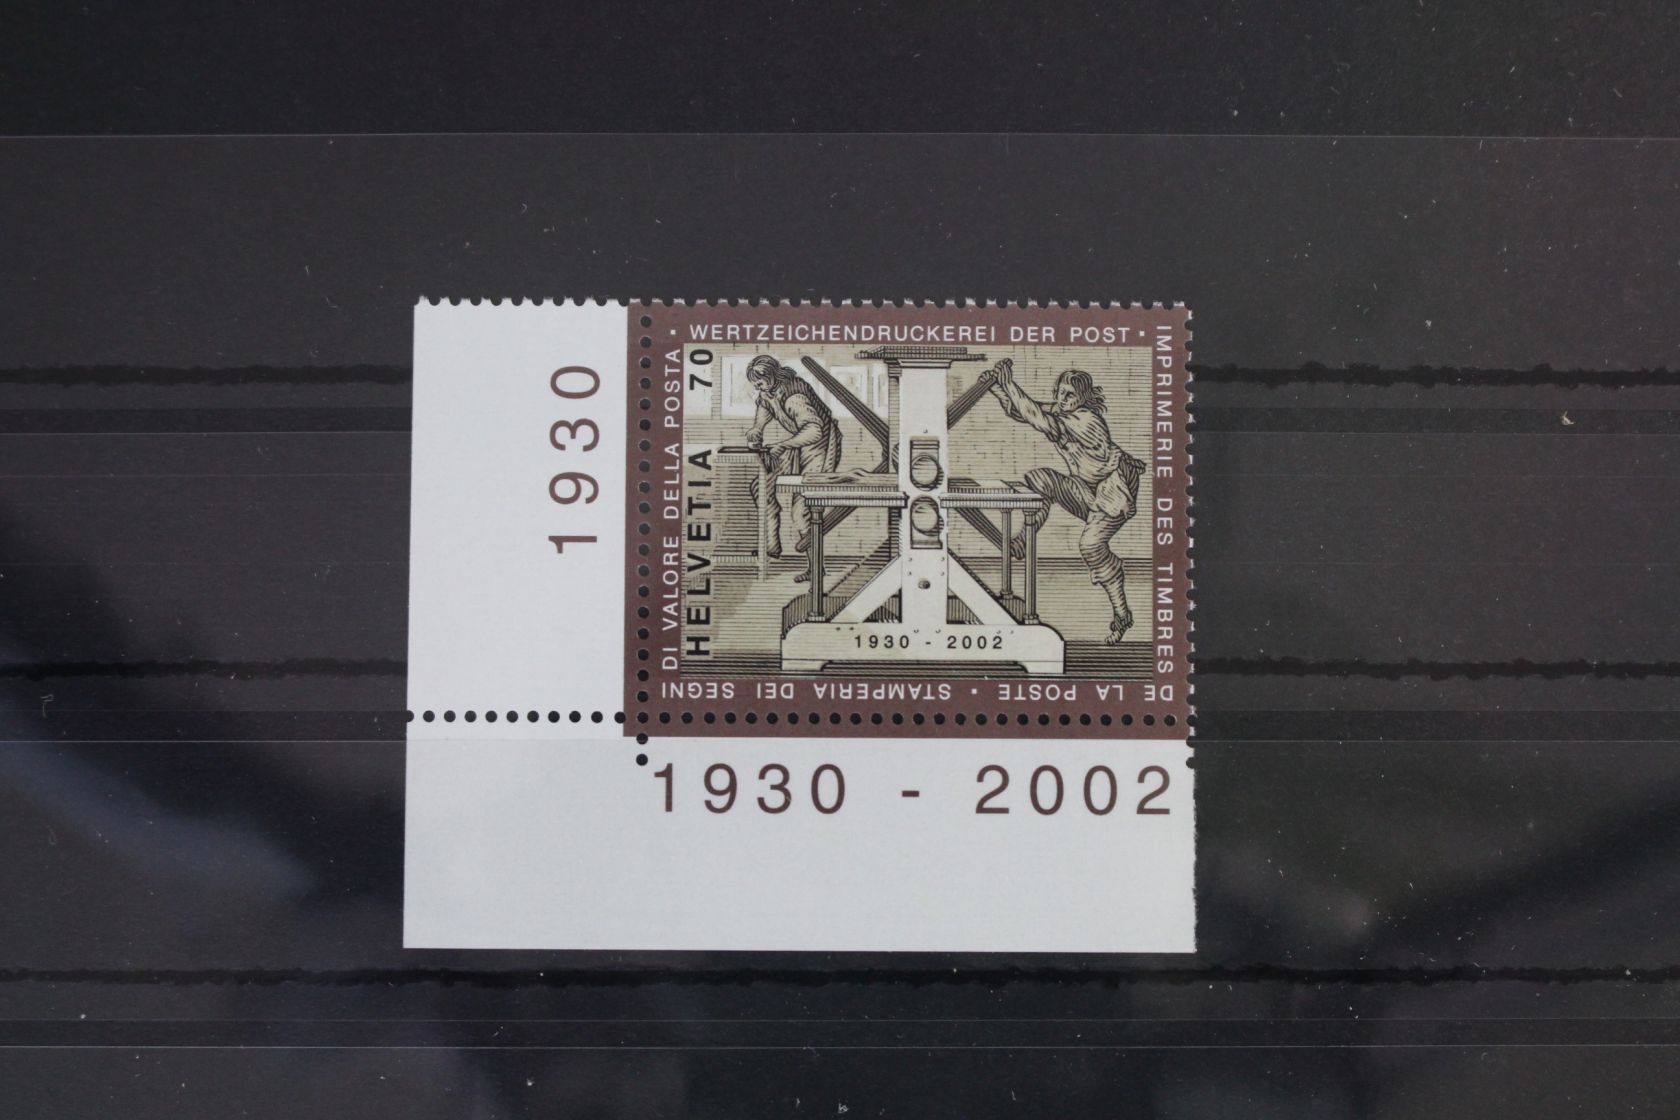 1930
· WERTZEICHENDRUCKEREI DER POST ·
IMPRIMERIE DES TIMBRES
DE LA POSTE · STAMPERIA DEI SEGNI
DI VALORE DELLA POSTA
HELVETIA 70
1930 - 2002
1930 - 2002